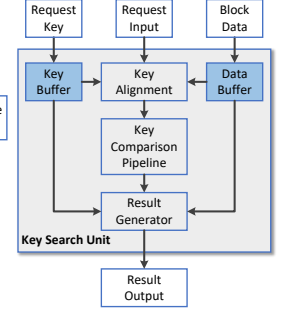 Request
Key
Request
Input
Block
Data
Key
Buffer
Key
Alignment
Data
Buffer
Key
Comparison
Pipeline
Result
Generator
Key Search Unit
Result
Output